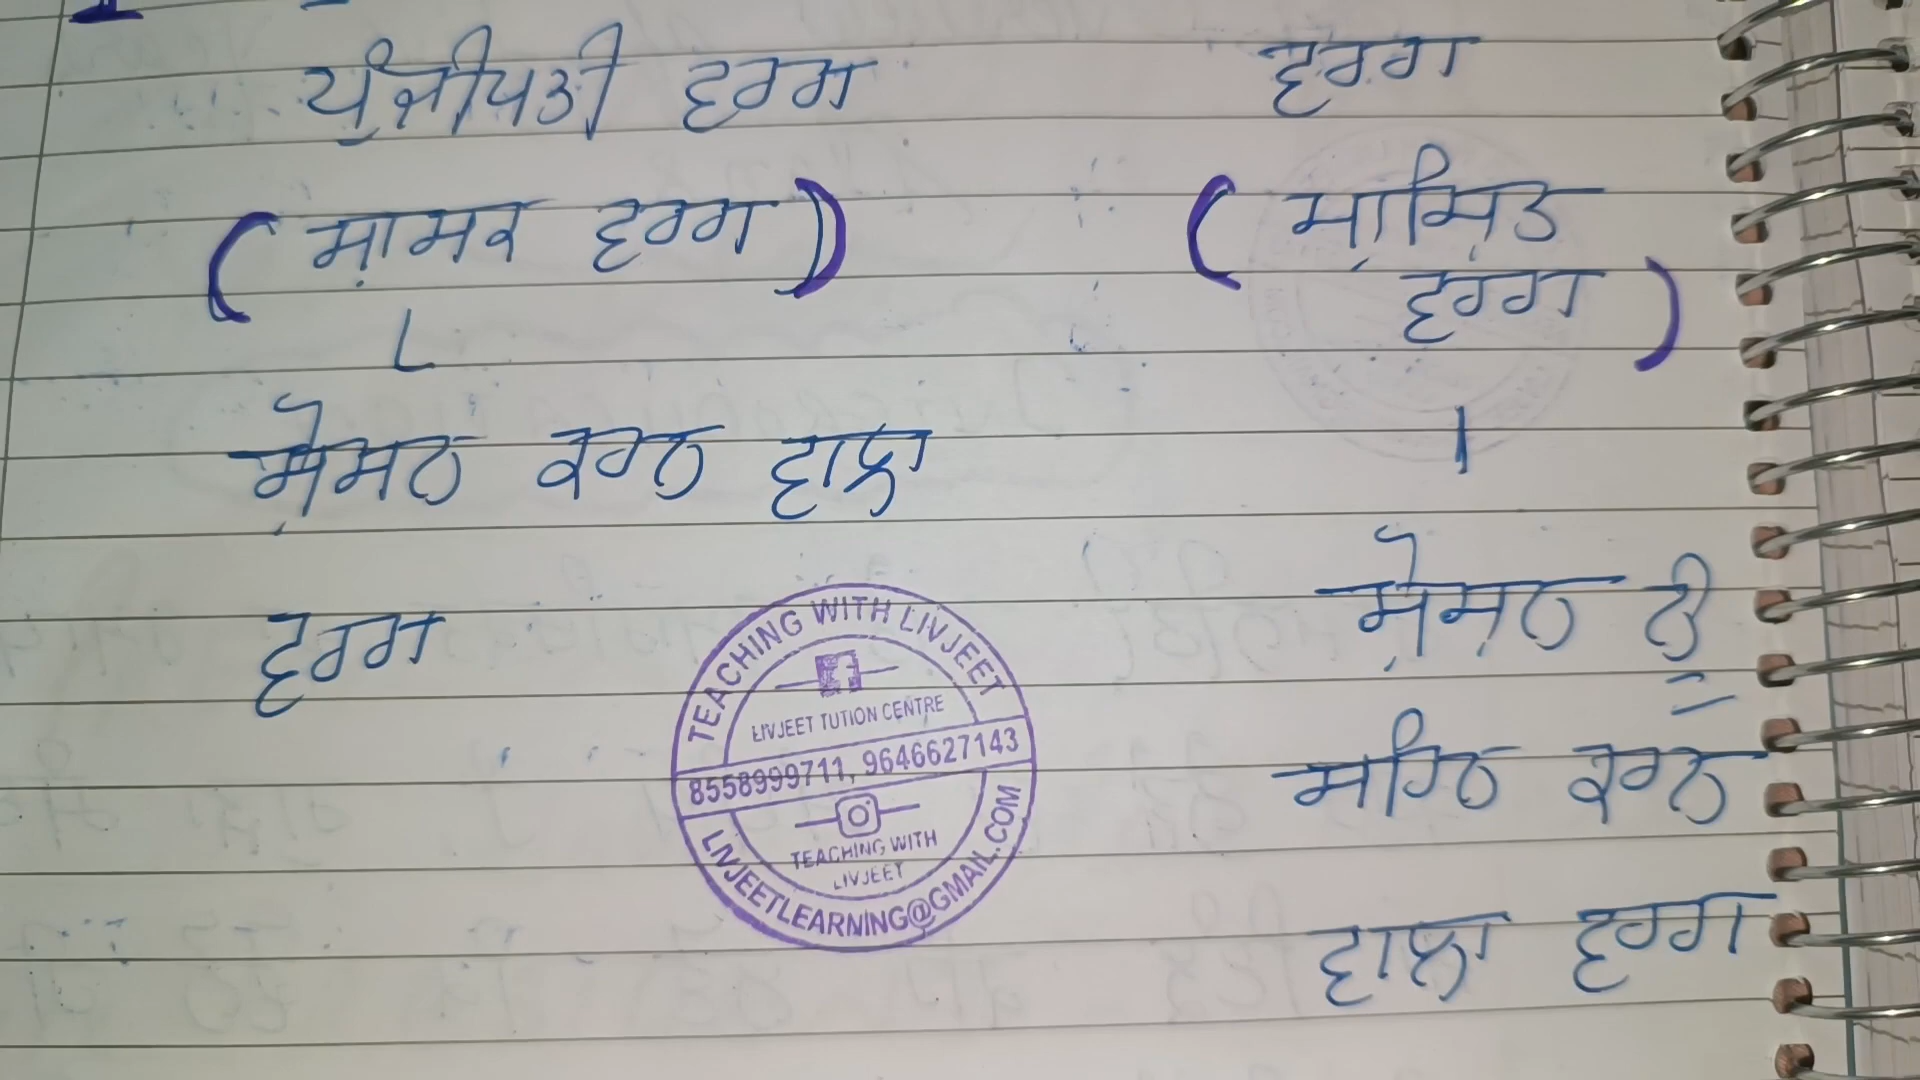 ਪੂੰਜੀਪਤੀ ਵਰਗ
(ਸ਼ਾਸਕ ਵਰਗ)
ਸ਼ੋਸਣ ਕਰਨ ਵਾਲਾ
ਵਰਗ
ਵਰਗ
(ਸਾਸ਼ਿਤ
ਵਰਗ)
ਸ਼ੋਸ਼ਣ ਨੂੰ
ਸਹਿਨ ਕਰਨ
ਵਾਲਾ ਵਰਗ
TEACHING WITH LIVJEET
LIVJEET TUTION CENTRE
8558999711, 9646627143
TEACHING WITH
LIVJEET
LIVJEETLEARNING@GMAIL.COM